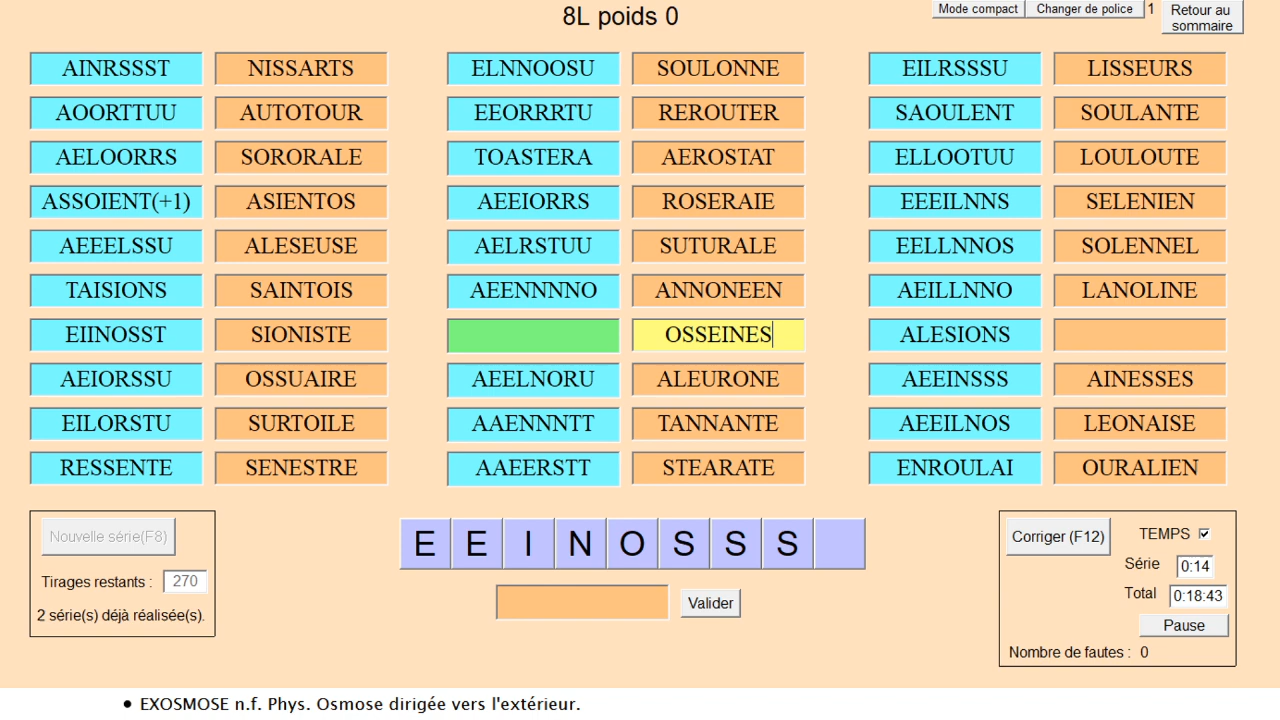 8L poids 0
Mode compact Changer de police 1 Retour au sommaire
AINRSSST NISSARTS ELNNOOSU SOULONNE EILRSSSU LISSEURS
AOORTTUU AUTOTOUR EEORRRTU REROUTER SAOULENT SOULANTE
AELOORRS SORORALE TOASTERA AEROSTAT ELLOOTUU LOULOUTE
ASSOIENT(+1) ASIENTOS AEEIORRS ROSERAIE EEEILNNS SELENIEN
AEEELSSU ALESEUSE AELRSTUU SUTURALE EELLNNOS SOLENNEL
TAISIONS SAINTOIS AEENNNNO ANNONEEN AEILLNNO LANOLINE
EIINOSST SIONISTE OSSEINES ALESIONS
AEIORSSU OSSUAIRE AEELNORU ALEURONE AEEINSSS AINESSES
EILORSTU SURTOILE AAENNNTT TANNANTE AEEILNOS LEONAISE
RESSENTE SENESTRE AAEERSTT STEARATE ENROULAI OURALIEN
Nouvelle série(F8)
Tirages restants : 270
2 série(s) déjà réalisée(s).
E E I N O S S S
Valider
Corriger (F12) TEMPS
Série 0:14
Total 0:18:43
Pause
Nombre de fautes : 0
• EXOSMOSE n.f. Phys. Osmose dirigée vers l'extérieur.